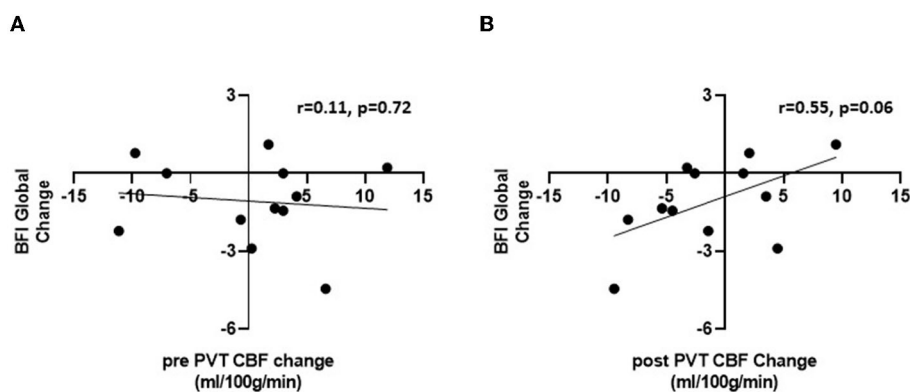 A
3
r=0.11, p=0.72
-15 -10 -5 5 10 15
BFI Global
Change
-3
-6
pre PVT CBF change
(ml/100g/min)
B
3
r=0.55, p=0.06
-15 -10 -5 5 10 15
BFI Global
Change
-3
-6
post PVT CBF Change
(ml/100g/min)